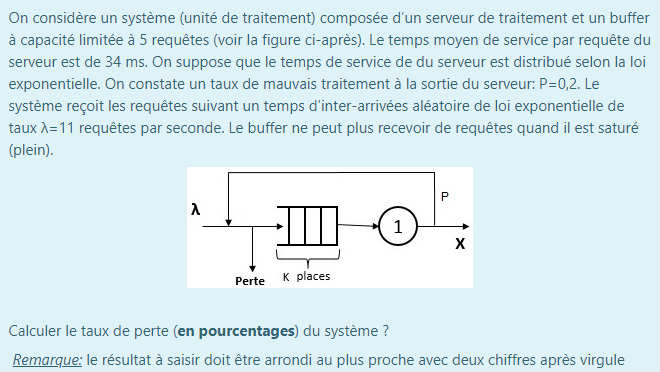 On considère un système (unité de traitement) composée d'un serveur de traitement et un buffer
à capacité limitée à 5 requêtes (voir la figure ci-après). Le temps moyen de service par requête du
serveur est de 34 ms. On suppose que le temps de service de du serveur est distribué selon la loi
exponentielle. On constate un taux de mauvais traitement à la sortie du serveur: P=0,2. Le
système reçoit les requêtes suivant un temps d'inter-arrivées aléatoire de loi exponentielle de
taux λ=11 requêtes par seconde. Le buffer ne peut plus recevoir de requêtes quand il est saturé
(plein).
P
λ
1
X
Perte
K places
Calculer le taux de perte (en pourcentages) du système ?
Remarque: le résultat à saisir doit être arrondi au plus proche avec deux chiffres après virgule